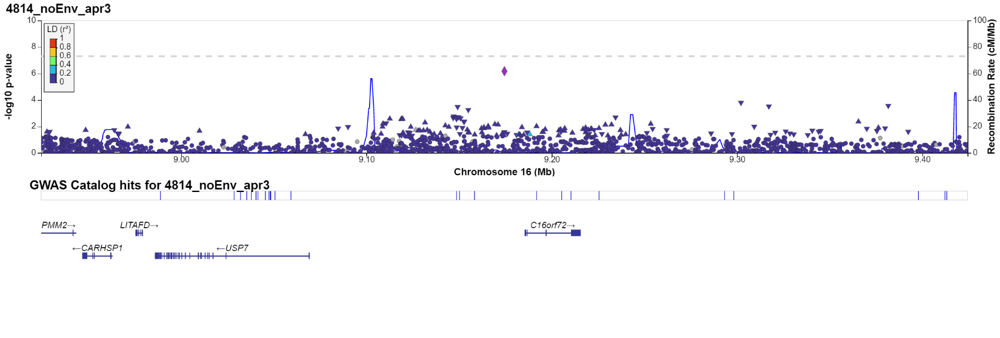 4814_noEnv_apr3
10
8
6
4
2
0
-log10 p-value
LD (r²)
1
0.8
0.6
0.4
0.2
0
100
80
60
40
20
0
Recombination Rate (cM/Mb)
9.00
9.10
9.20
9.30
9.40
Chromosome 16 (Mb)
GWAS Catalog hits for 4814_noEnv_apr3
PMM2→
LITAFD→
C16orf72→
←CARHSP1
←USP7